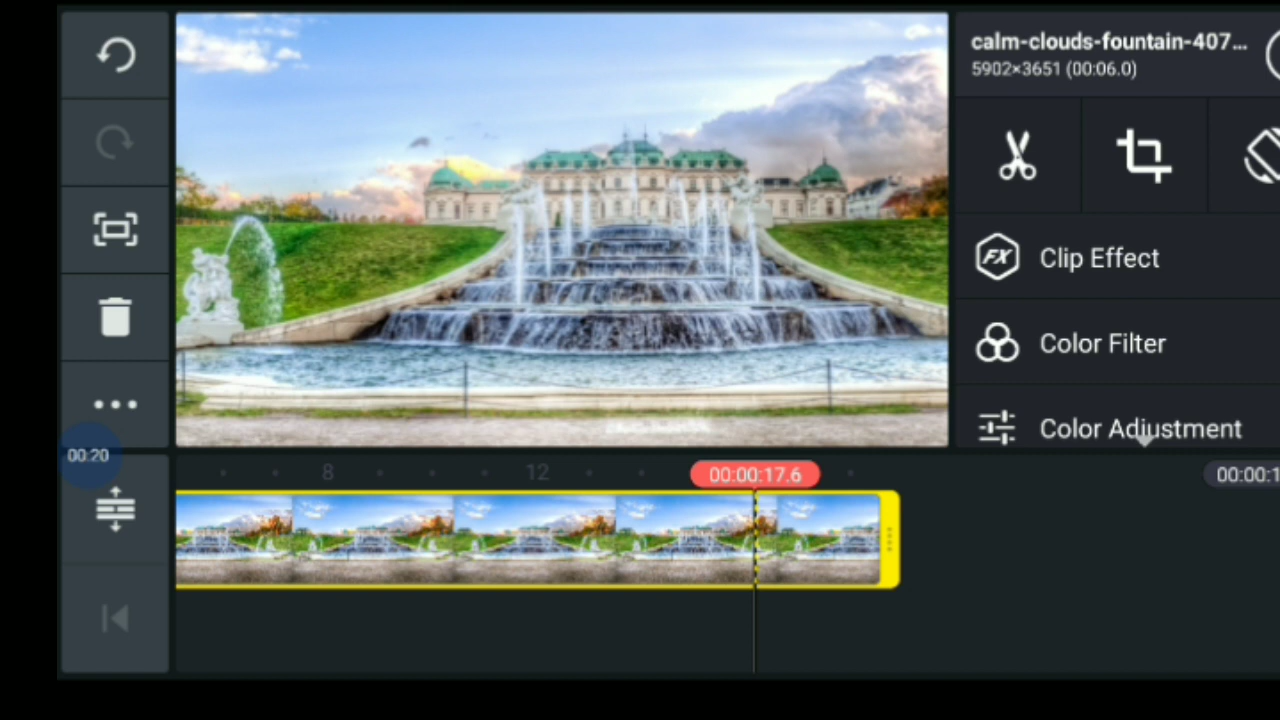 calm-clouds-fountain-407...
5902×3651 (00:06.0)
FX
Clip Effect
Color Filter
Color Adjustment
00:20
8
12
00:00:17.6
00:00:1